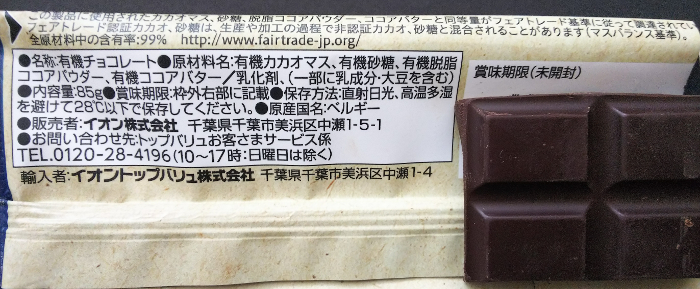 この製品に使用されたカカオマス、砂糖、脱脂ココアパウダー、ココアバターと同等量がフェアトレード基準に従って調達されてい
フェアトレード認証カカオ、砂糖は、生産や加工の過程で非認証カカオ、砂糖と混合されることがあります(マスバランス基準)。
全原材料中の含有率:99% http://www.fairtrade-jp.org/
●名称:有機チョコレート●原材料名:有機カカオマス、有機砂糖、有機脱脂
ココアパウダー、有機ココアバター/乳化剤、(一部に乳成分・大豆を含む)
●内容量:85g●賞味期限:枠外右部に記載●保存方法:直射日光、高温多湿
を避けて28℃以下で保存してください。●原産国名:ベルギー
●販売者:イオン株式会社 千葉県千葉市美浜区中瀬1-5-1
●お問い合わせ先:トップバリュお客さまサービス係
TEL.0120-28-4196(10~17時:日曜日は除く)
輸入者:イオントップバリュ株式会社 千葉県千葉市美浜区中瀬1-4
賞味期限(未開封)